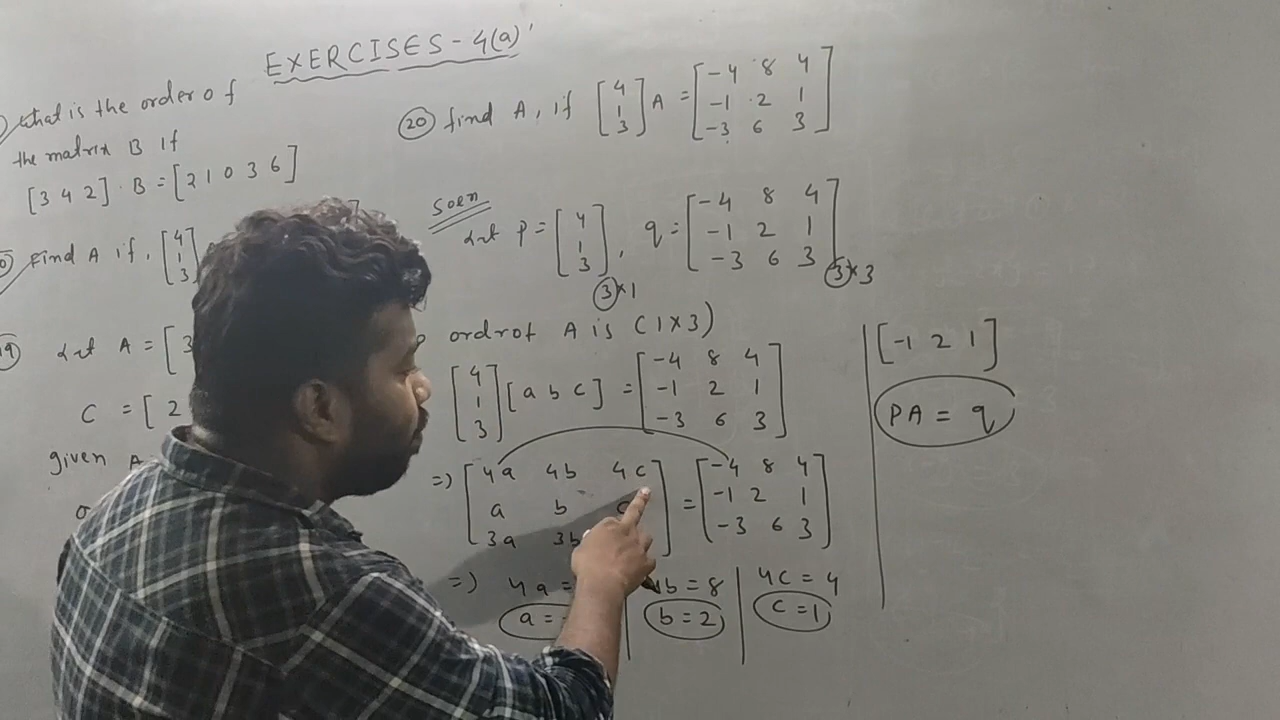 EXERCISES-4(a)
What is the order of
the matrix B if
[3 4 2] . B = [2 1 0 3 6]
Find A if, [4
1
3]
19 Let A = [3
C = [2
given A
20 find A, if [4 A = [-4 8 4
1 -1 2 1
3] -3 6 3]
Let P = [4 , q = [-4 8 4
1 -1 2 1
3] -3 6 3]
3×1 3×3
A is (1×3)
[4 [a b c] = [-4 8 4
1 -1 2 1
3] -3 6 3]
=) [4a 4b 4c = [-4 8 4
a b c -1 2 1
3a 3b -3 6 3]
=) 4a = 4b = 8 4c = 4
a = b = 2 c = 1
[-1 2 1]
PA = q